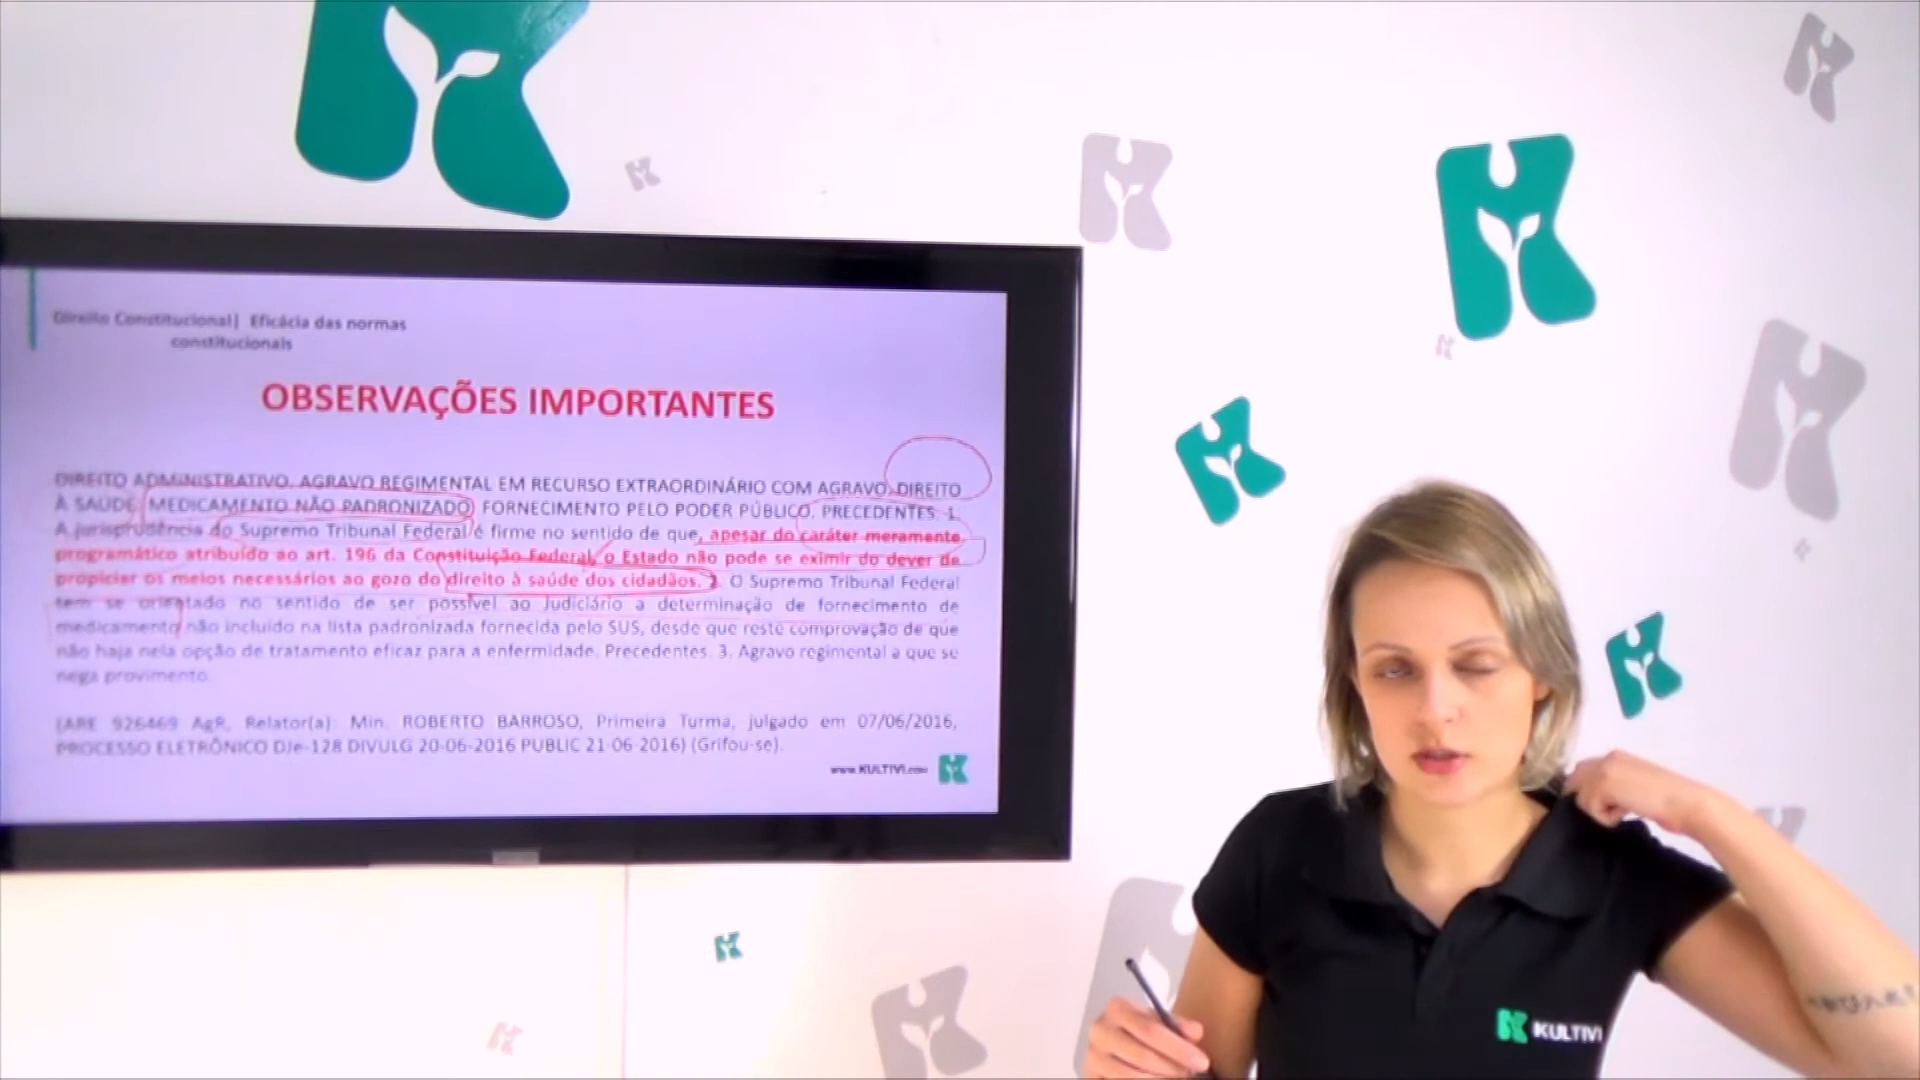 Direito Constitucional| Eficácia das normas
constitucionais
OBSERVAÇÕES IMPORTANTES
DIREITO ADMINISTRATIVO. AGRAVO REGIMENTAL EM RECURSO EXTRAORDINÁRIO COM AGRAVO. DIREITO
À SAÚDE. MEDICAMENTO NÃO PADRONIZADO. FORNECIMENTO PELO PODER PÚBLICO. PRECEDENTES. 1.
A jurisprudência do Supremo Tribunal Federal é firme no sentido de que, apesar do caráter meramente
programático atribuído ao art. 196 da Constituição Federal, o Estado não pode se eximir do dever de
propiciar os meios necessários ao gozo do direito à saúde dos cidadãos. 2. O Supremo Tribunal Federal
tem se orientado no sentido de ser possível ao Judiciário a determinação de fornecimento de
medicamento não incluído na lista padronizada fornecida pelo SUS, desde que reste comprovação de que
não haja nela opção de tratamento eficaz para a enfermidade. Precedentes. 3. Agravo regimental a que se
nega provimento.
(ARE 926469 AgR, Relator(a): Min. ROBERTO BARROSO, Primeira Turma, julgado em 07/06/2016,
PROCESSO ELETRÔNICO DJe-128 DIVULG 20-06-2016 PUBLIC 21-06-2016) (Grifou-se).
www.KULTIVI.com
KULTIVI